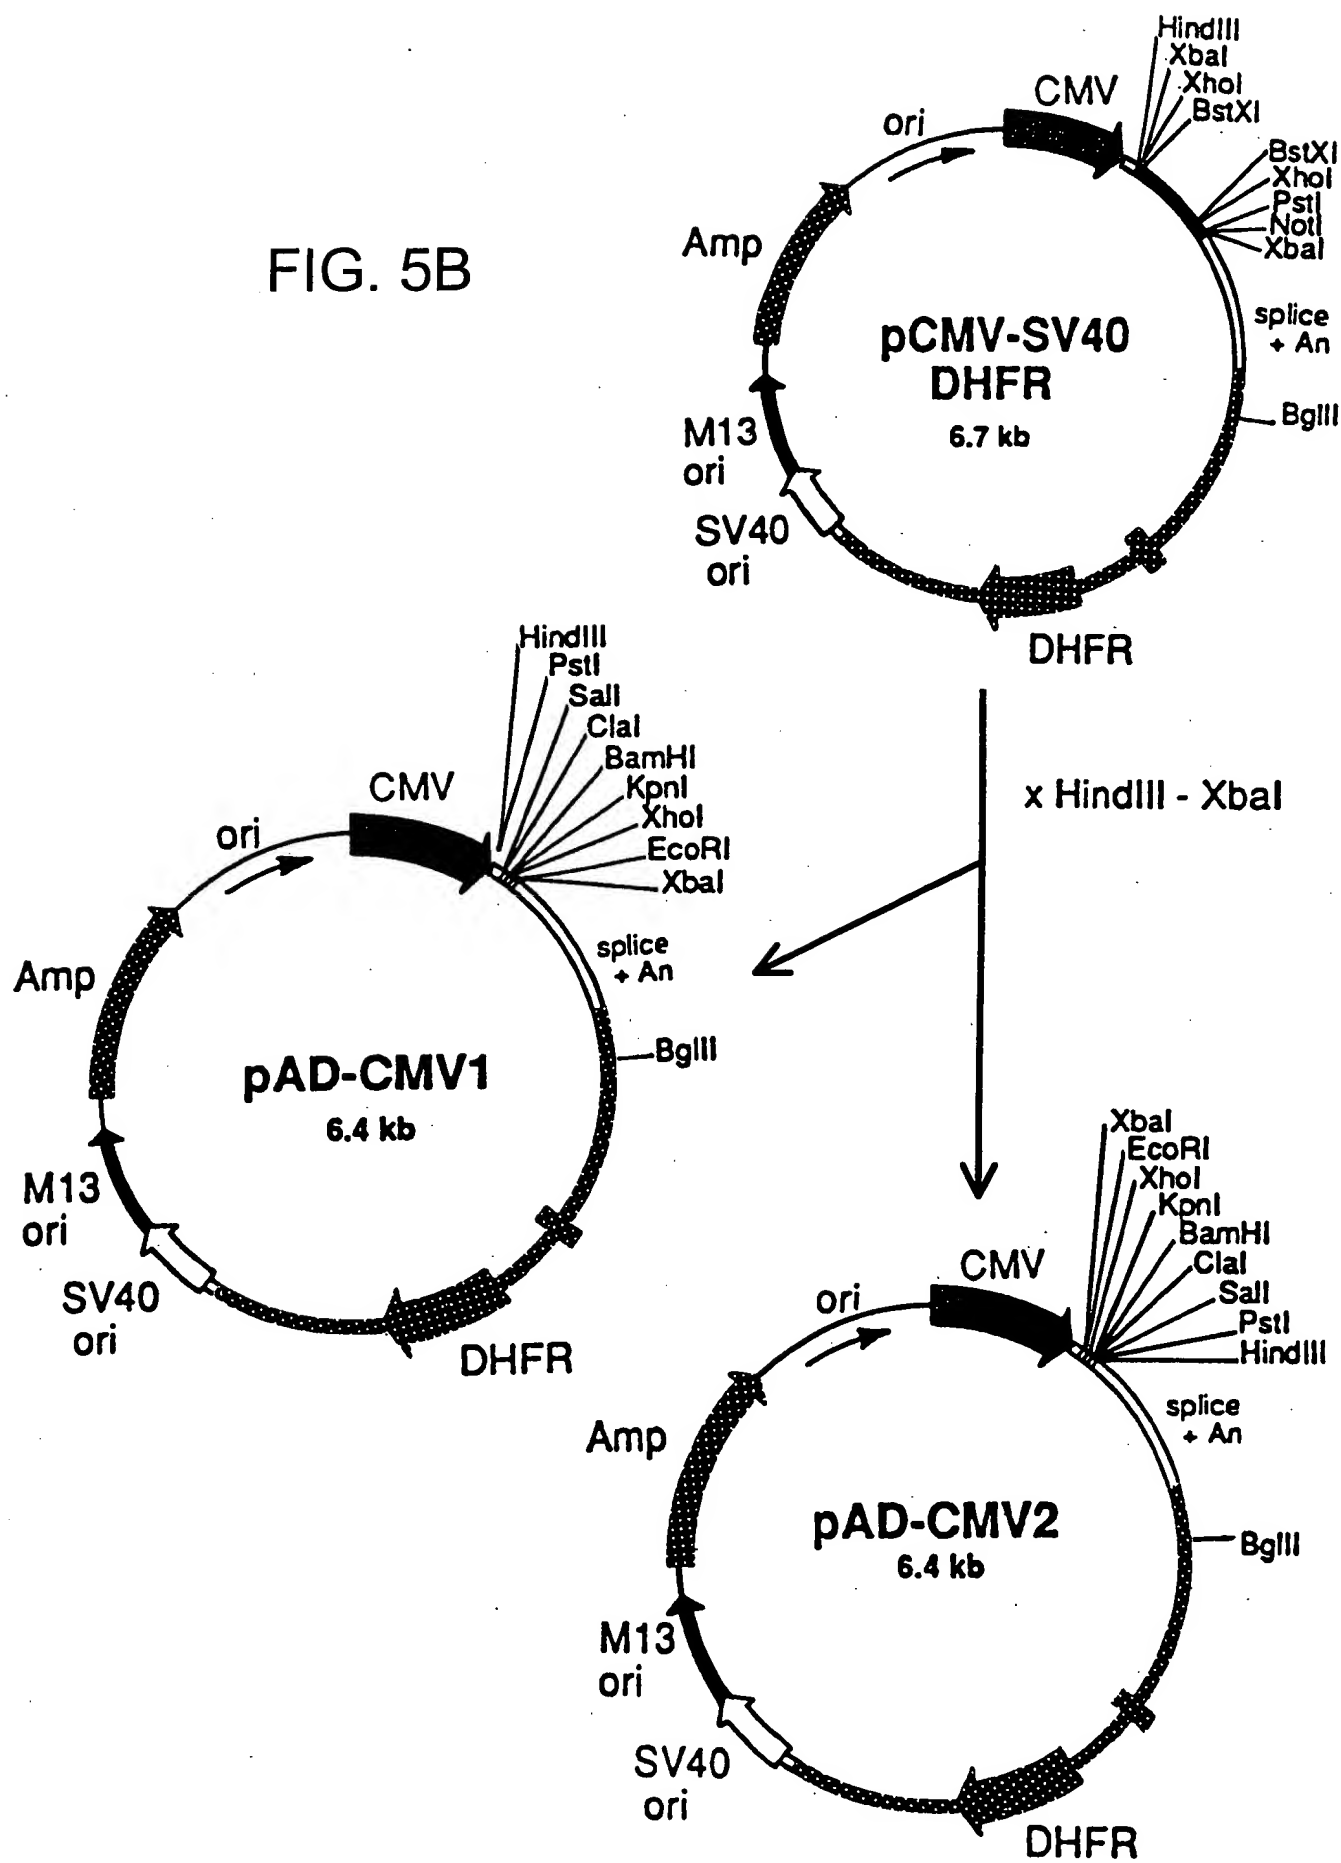 FIG. 5B
HindIII
XbaI
XhoI
BstXI
BstXI
XhoI
PstI
NotI
XbaI
CMV
ori
Amp
pCMV-SV40
DHFR
6.7 kb
splice
+ An
BglII
M13
ori
SV40
ori
DHFR
x HindIII - XbaI
HindIII
PstI
SalI
ClaI
BamHI
KpnI
XhoI
EcoRI
XbaI
CMV
ori
Amp
splice
+ An
pAD-CMV1
6.4 kb
BglII
M13
ori
SV40
ori
DHFR
XbaI
EcoRI
XhoI
KpnI
BamHI
ClaI
SalI
PstI
HindIII
CMV
ori
Amp
splice
+ An
pAD-CMV2
6.4 kb
BglII
M13
ori
SV40
ori
DHFR